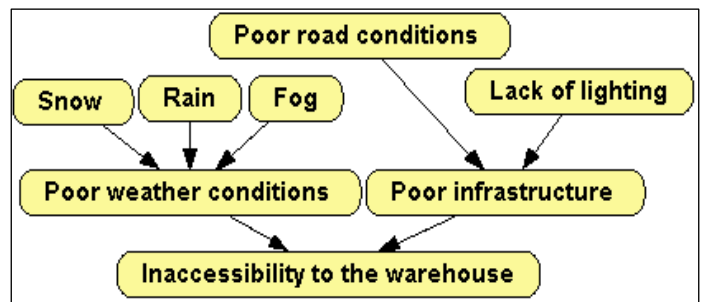 Poor road conditions
Snow
Rain
Fog
Lack of lighting
Poor weather conditions
Poor infrastructure
Inaccessibility to the warehouse